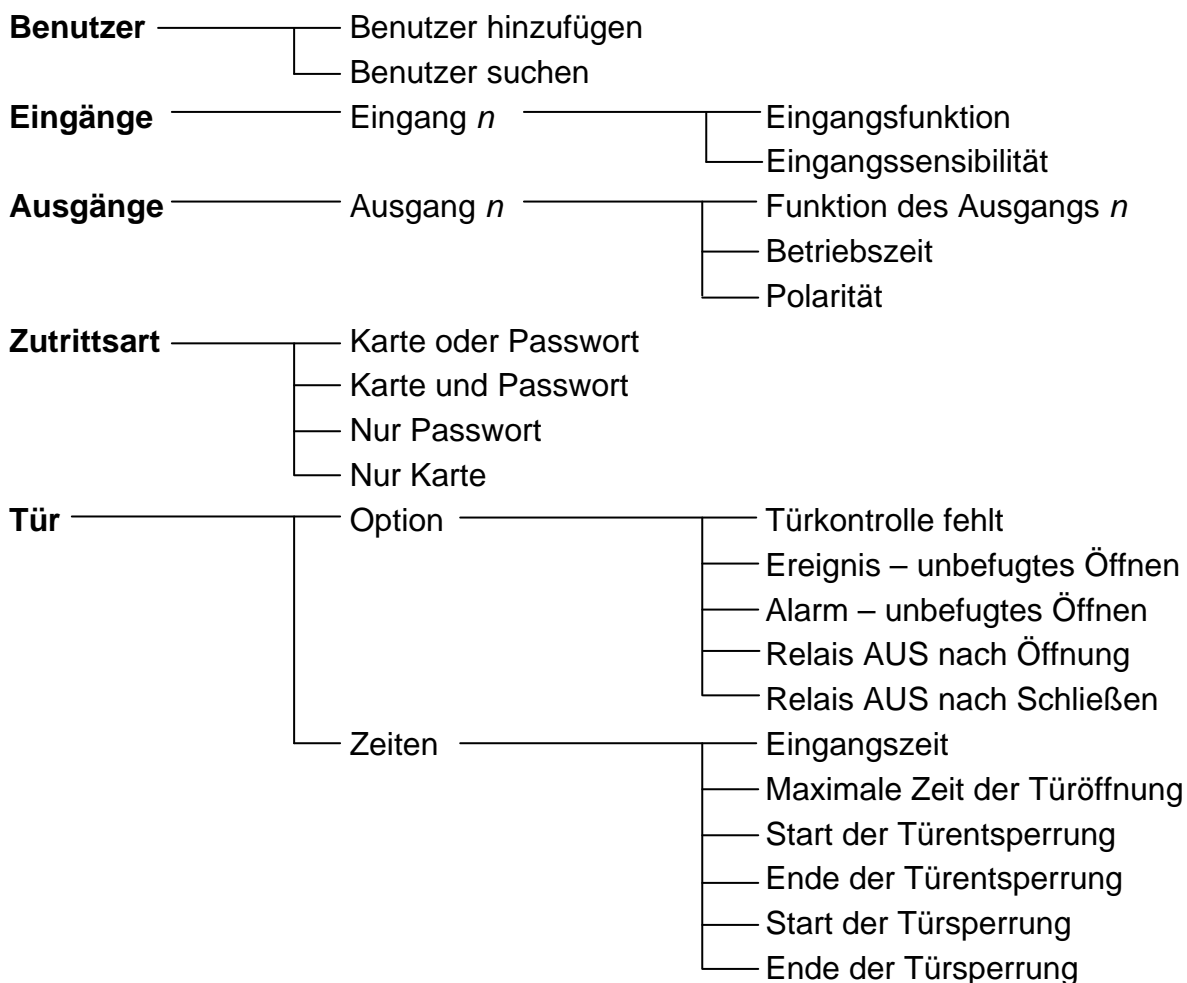 Benutzer Benutzer hinzufügen
Benutzer suchen
Eingänge Eingang n Eingangsfunktion
Eingangssensibilität
Ausgänge Ausgang n Funktion des Ausgangs n
Betriebszeit
Polarität
Zutrittsart Karte oder Passwort
Karte und Passwort
Nur Passwort
Nur Karte
Tür Option Türkontrolle fehlt
Ereignis – unbefugtes Öffnen
Alarm – unbefugtes Öffnen
Relais AUS nach Öffnung
Relais AUS nach Schließen
Zeiten Eingangszeit
Maximale Zeit der Türöffnung
Start der Türentsperrung
Ende der Türentsperrung
Start der Türsperrung
Ende der Türsperrung